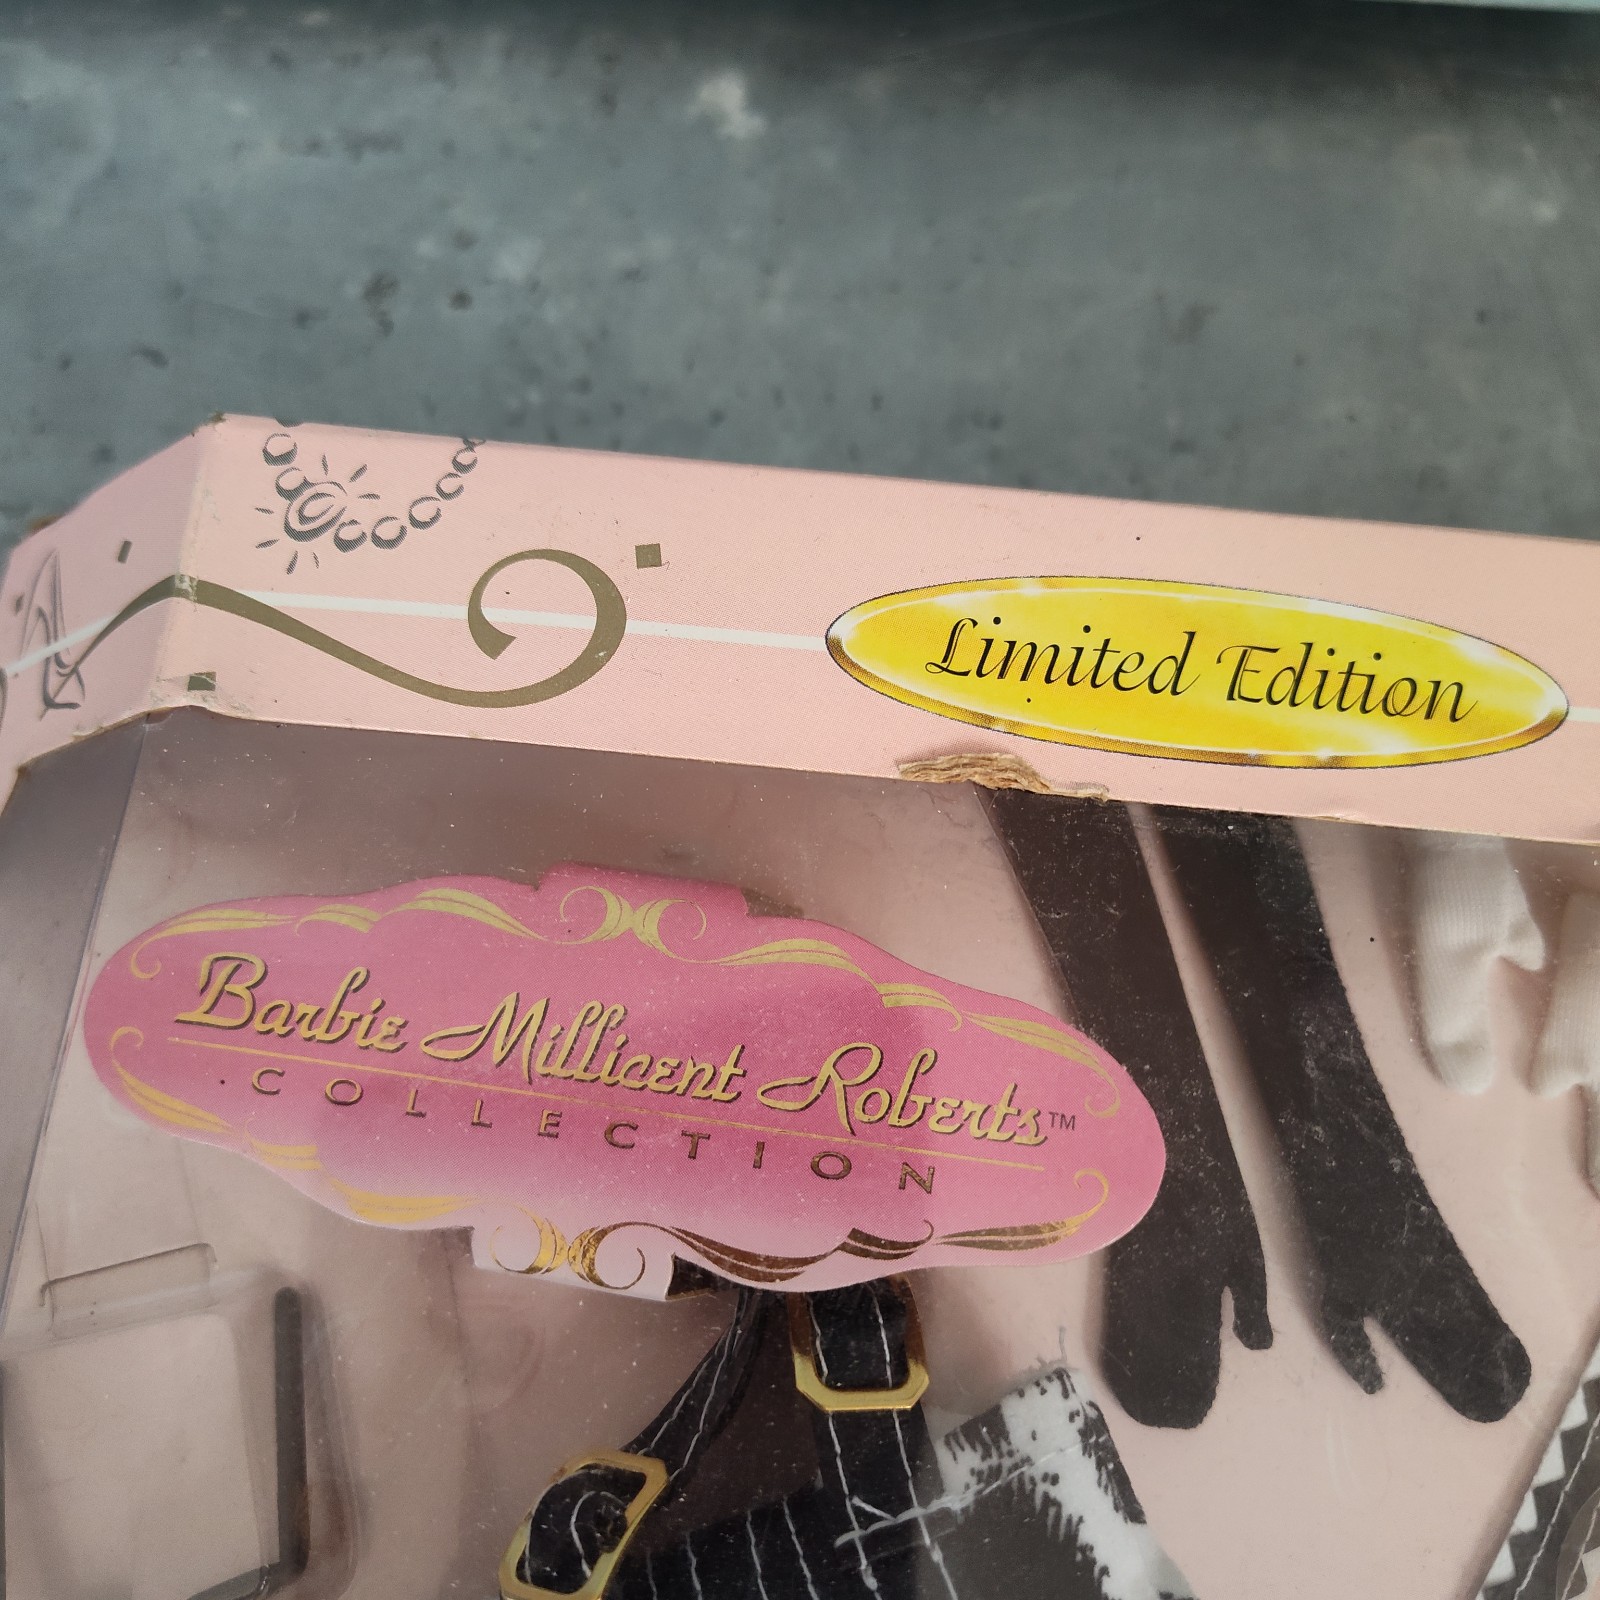 Limited Edition
Barbie Millicent Roberts™
COLLECTION